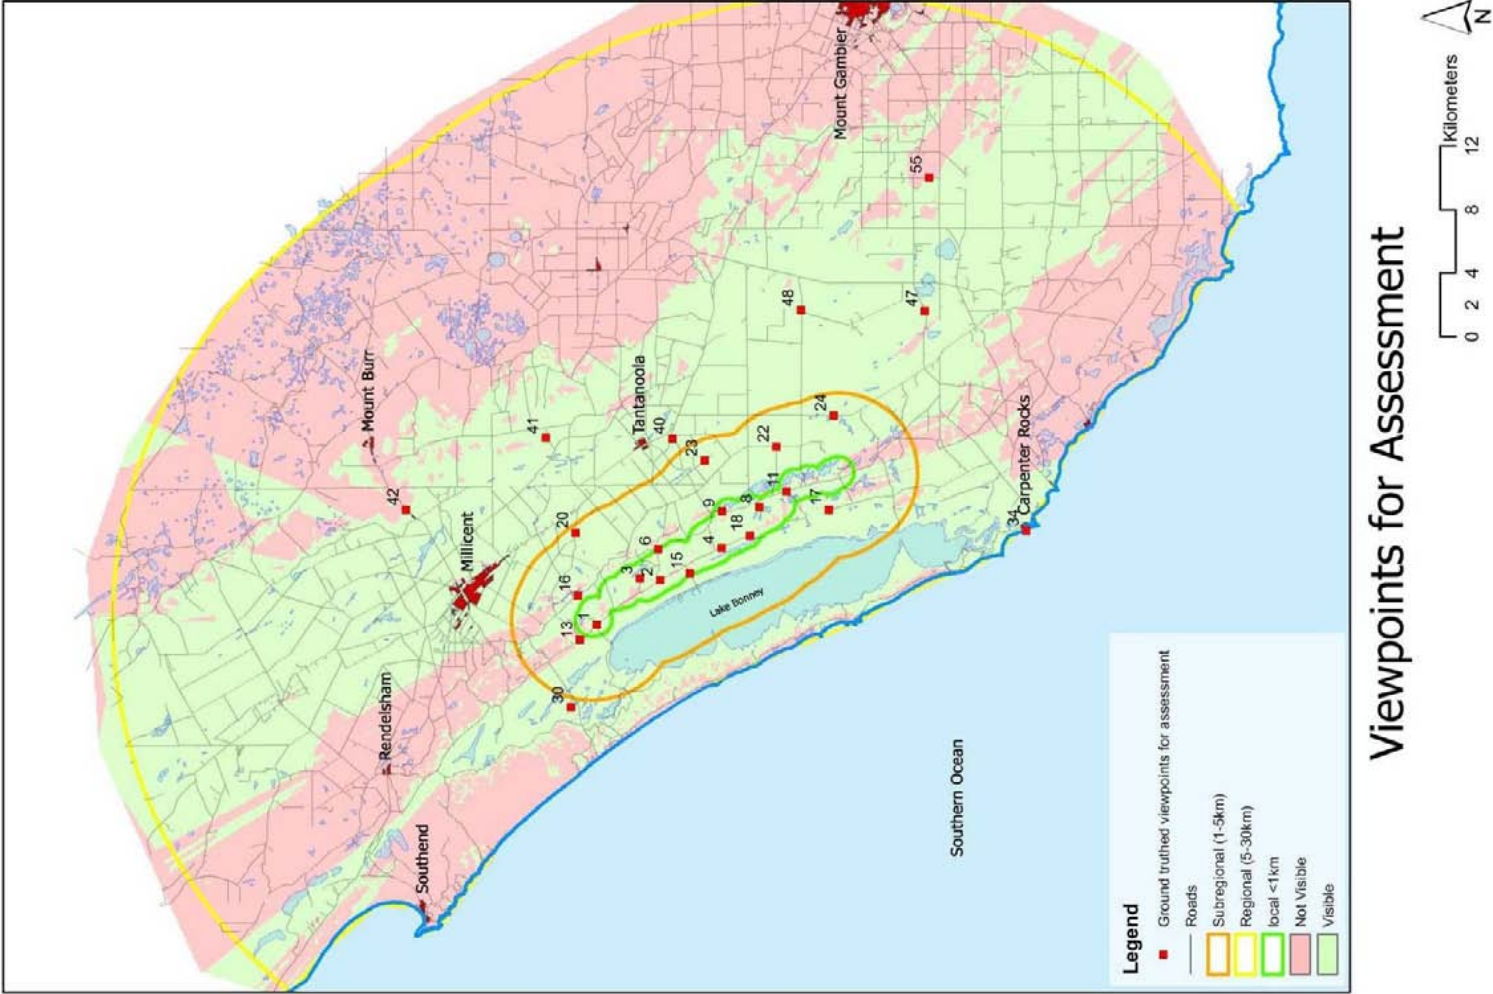 Viewpoints for Assessment
Southend
Rendelsham
Millicent
Mount Burr
Tantanoola
Mount Gambier
Carpenter Rocks
Lake Bonney
Southern Ocean
30
13
1
16
20
42
41
3
2
6
15
4
18
9
8
11
17
40
23
22
24
48
47
55
34
Legend
Ground truthed viewpoints for assessment
Roads
Subregional (1-5km)
Regional (5-30km)
local <1km
Not Visible
Visible
0 2 4 8 12
Kilometers
N